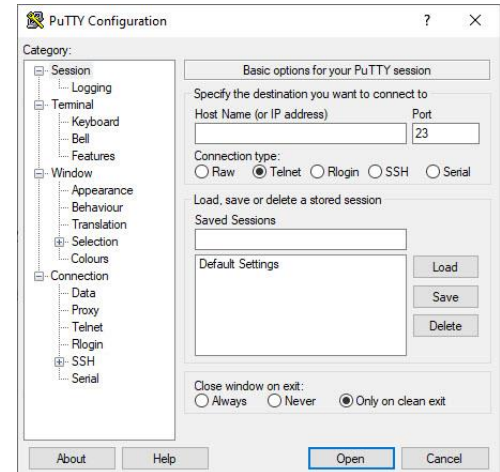 PuTTY Configuration ? ×
Category:
Session
Logging
Terminal
Keyboard
Bell
Features
Window
Appearance
Behaviour
Translation
Selection
Colours
Connection
Data
Proxy
Telnet
Rlogin
SSH
Serial
Basic options for your PuTTY session
Specify the destination you want to connect to
Host Name (or IP address) Port
23
Connection type:
Raw Telnet Rlogin SSH Serial
Load, save or delete a stored session
Saved Sessions
Default Settings
Load
Save
Delete
Close window on exit:
Always Never Only on clean exit
About Help Open Cancel